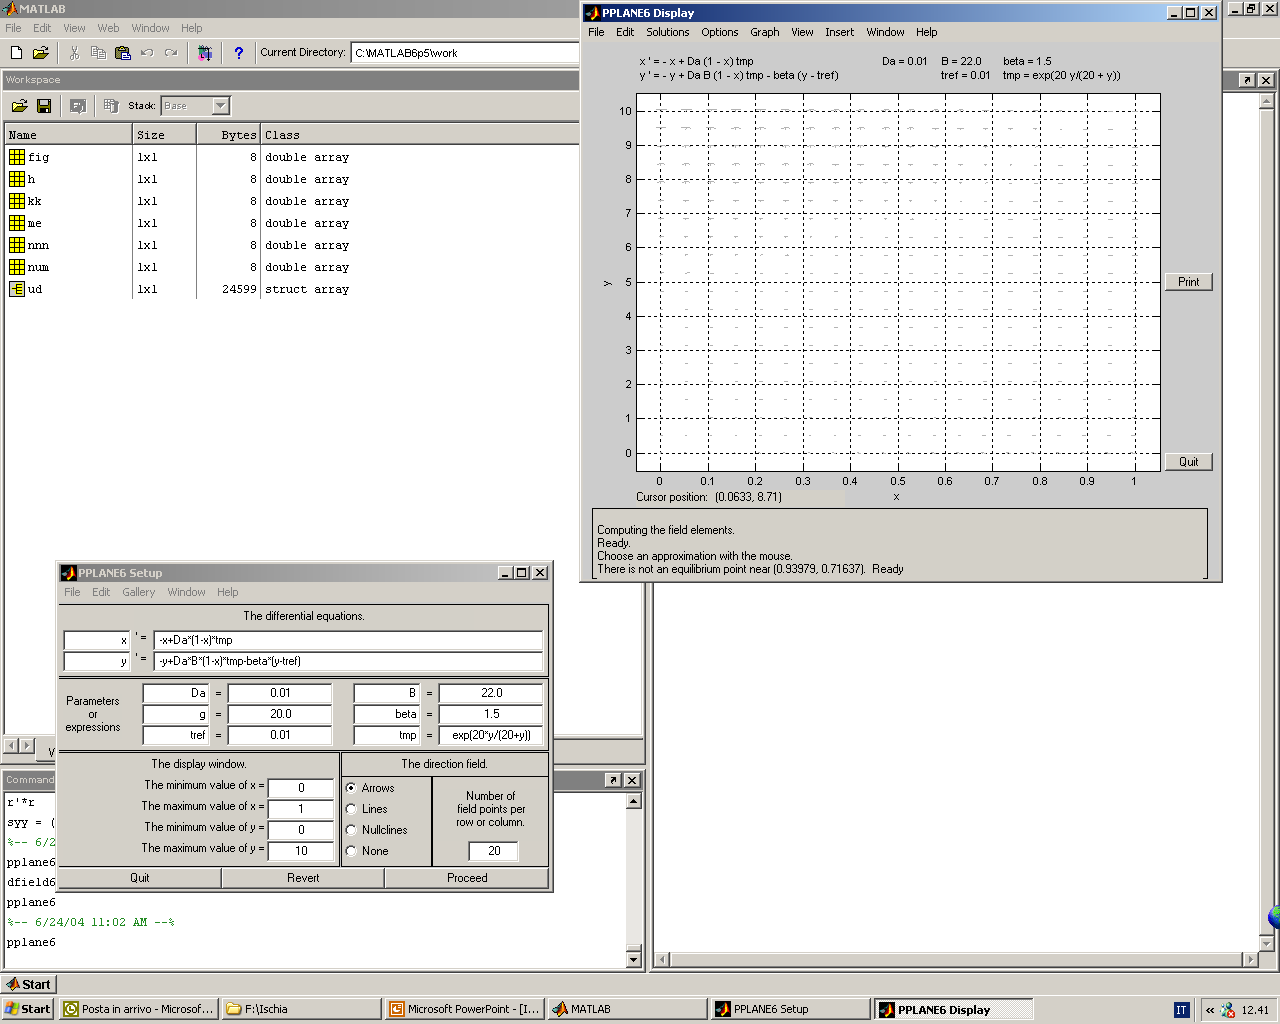 MATLAB
File Edit View Web Window Help
Current Directory: C:\MATLAB6p5\work
Workspace
Stack: Base
Name Size Bytes Class
fig 1x1 8 double array
h 1x1 8 double array
kk 1x1 8 double array
me 1x1 8 double array
nnn 1x1 8 double array
num 1x1 8 double array
ud 1x1 24599 struct array
PPLANE6 Display
File Edit Solutions Options Graph View Insert Window Help
x ' = - x + Da (1 - x) tmp Da = 0.01 B = 22.0 beta = 1.5
y ' = - y + Da B (1 - x) tmp - beta (y - tref) tref = 0.01 tmp = exp(20 y/(20 + y))
10
9
8
7
6
5
4
3
2
1
0
y
0 0.1 0.2 0.3 0.4 0.5 0.6 0.7 0.8 0.9 1
x
Cursor position: (0.0633, 8.71)
Print
Quit
Computing the field elements.
Ready.
Choose an approximation with the mouse.
There is not an equilibrium point near (0.93979, 0.71637). Ready
PPLANE6 Setup
File Edit Gallery Window Help
The differential equations.
x ' = -x+Da*(1-x)*tmp
y ' = -y+Da*B*(1-x)*tmp-beta*(y-tref)
Parameters or expressions
Da = 0.01 B = 22.0
g = 20.0 beta = 1.5
tref = 0.01 tmp = exp(20*y/(20+y))
The display window.
The minimum value of x = 0
The maximum value of x = 1
The minimum value of y = 0
The maximum value of y = 10
The direction field.
Arrows
Lines
Nullclines
None
Number of field points per row or column.
20
Quit Revert Proceed
Command
r'*r
syy = (
%-- 6/2
pplane6
dfield6
pplane6
%-- 6/24/04 11:02 AM --%
pplane6
Start
Start Posta in arrivo - Microsof... F:\Ischia Microsoft PowerPoint - [I... MATLAB PPLANE6 Setup PPLANE6 Display IT « 12.41